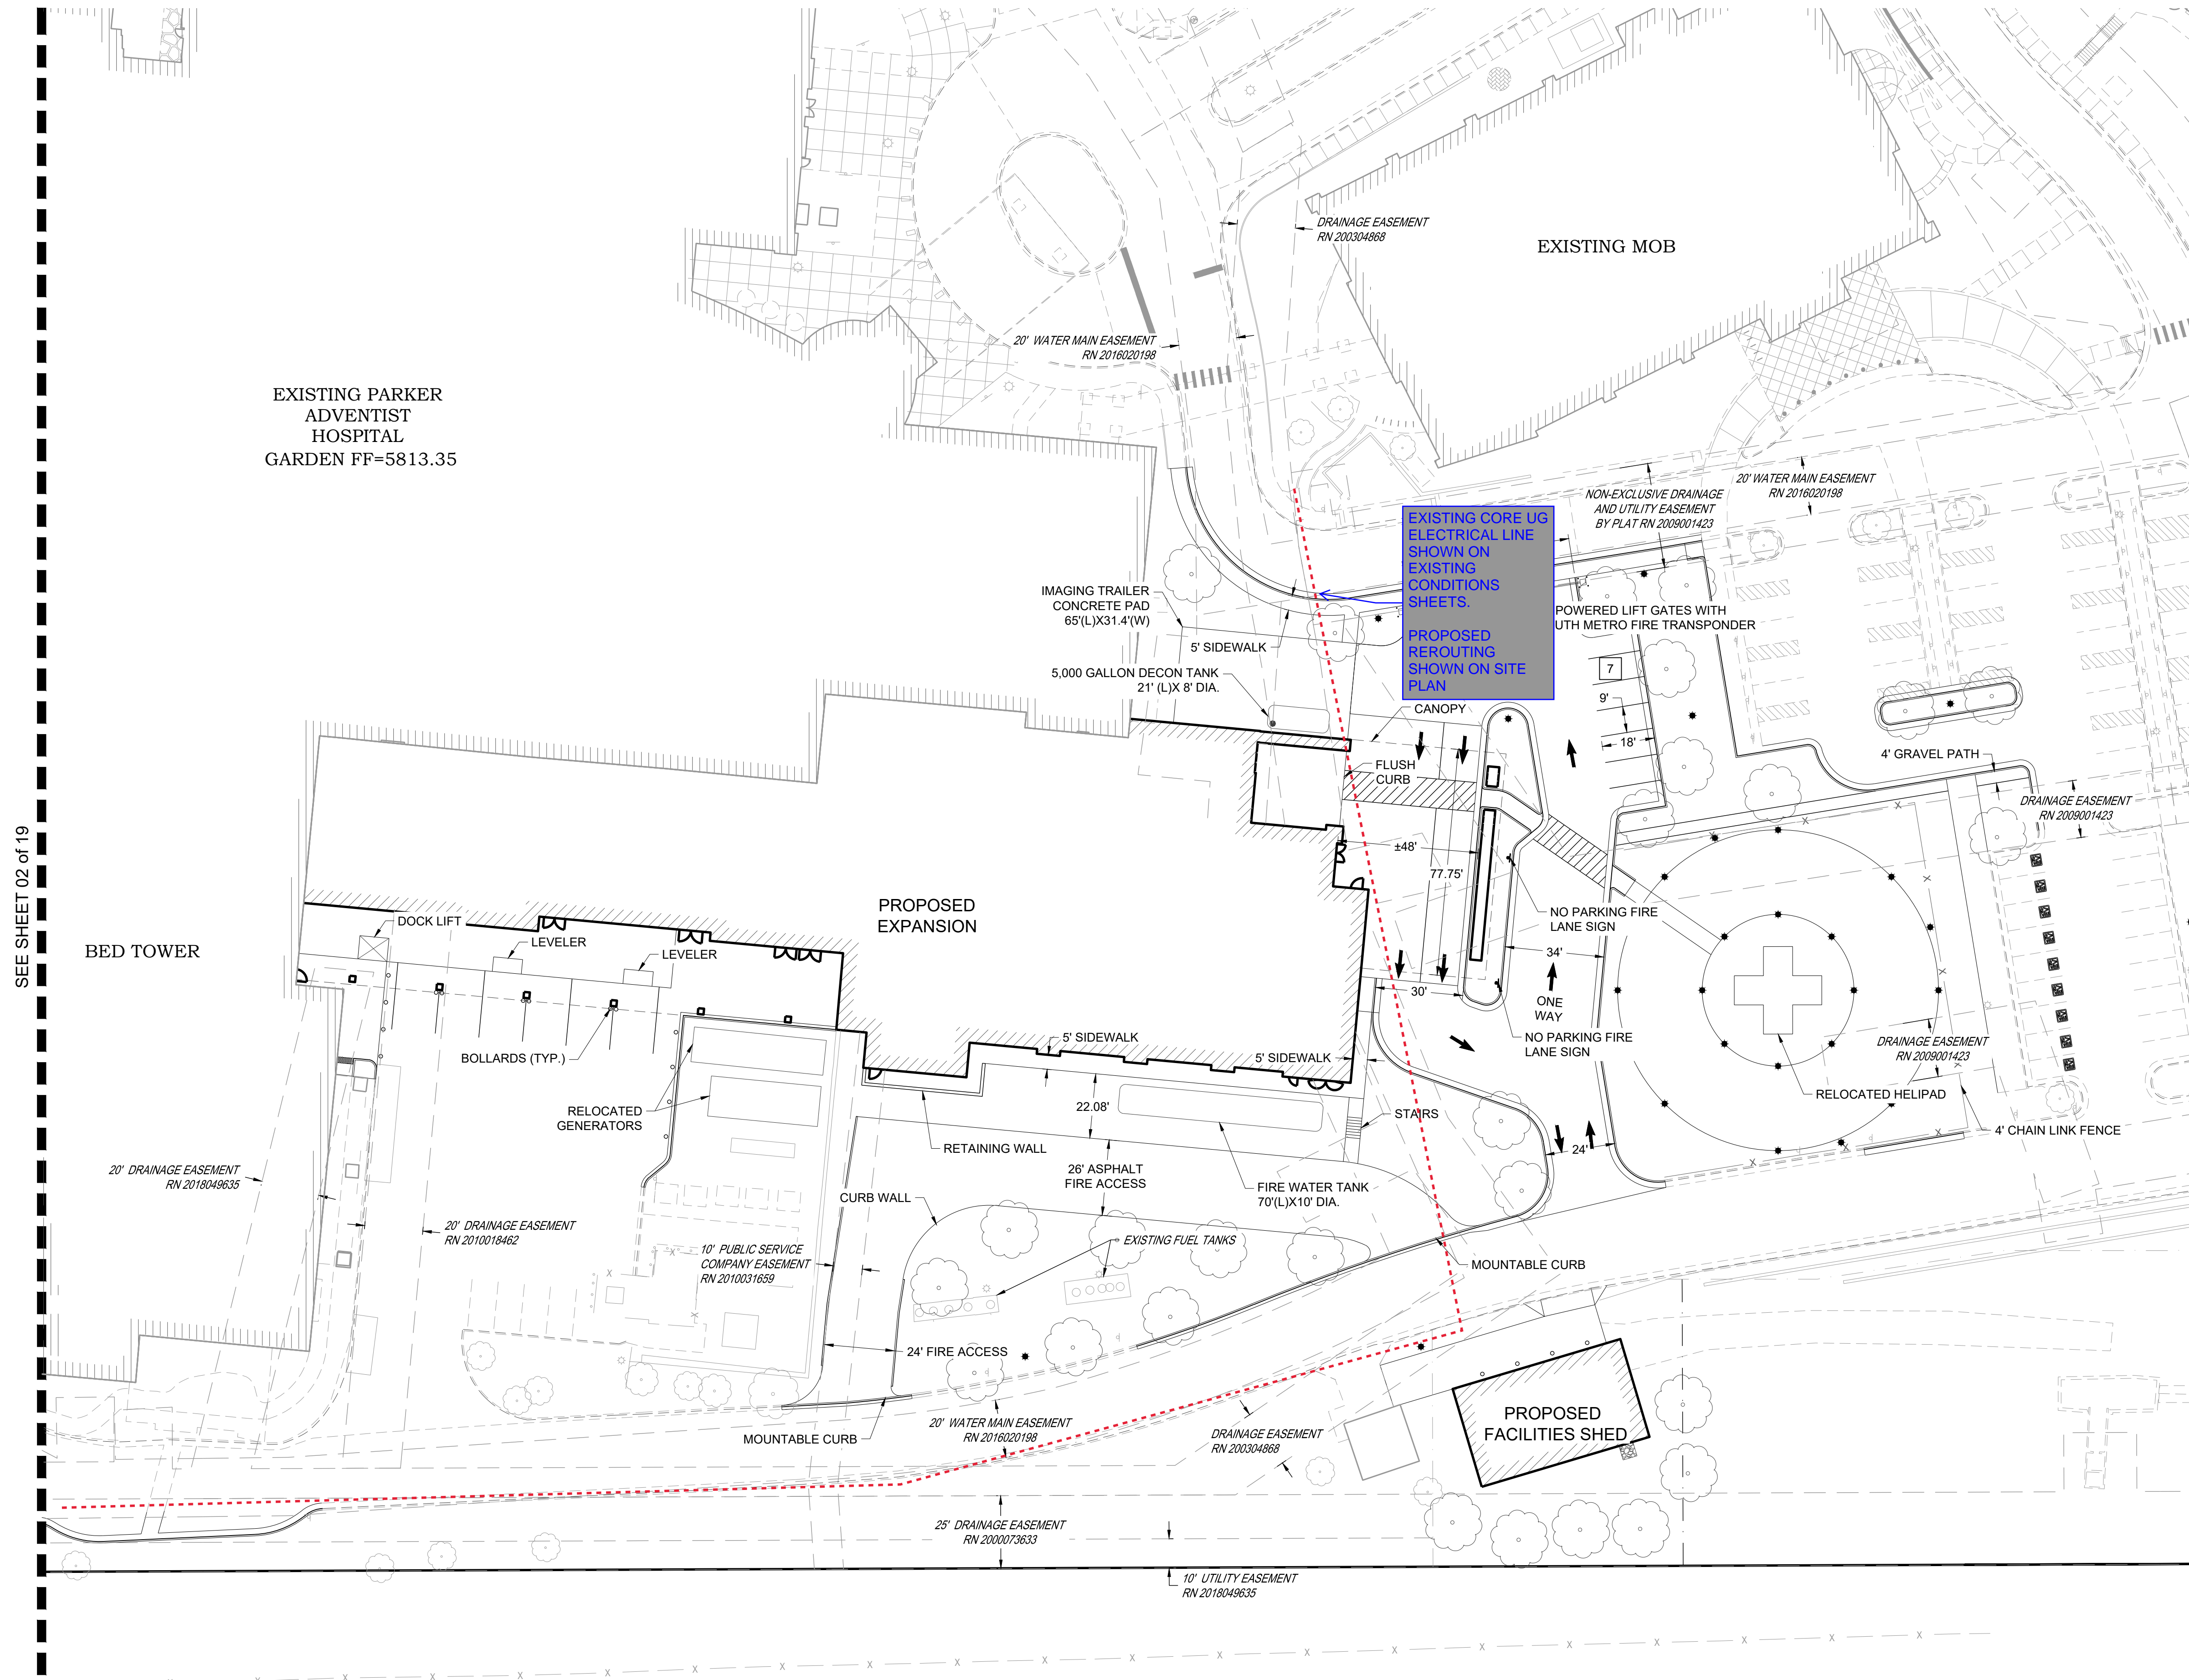 DRAINAGE EASEMENT
RN 200304868
EXISTING MOB
20' WATER MAIN EASEMENT
RN 2016020198
EXISTING PARKER
ADVENTIST
HOSPITAL
GARDEN FF=5813.35
20' WATER MAIN EASEMENT
RN 2016020198
NON-EXCLUSIVE DRAINAGE
AND UTILITY EASEMENT
BY PLAT RN 2009001423
EXISTING CORE UG
ELECTRICAL LINE
SHOWN ON
EXISTING
CONDITIONS
SHEETS.
PROPOSED
REROUTING
SHOWN ON SITE
PLAN
IMAGING TRAILER
CONCRETE PAD
65'(L)X31.4'(W)
POWERED LIFT GATES WITH
UTH METRO FIRE TRANSPONDER
5' SIDEWALK
5,000 GALLON DECON TANK
21' (L)X 8' DIA.
7
9'
18'
CANOPY
4' GRAVEL PATH
FLUSH
CURB
DRAINAGE EASEMENT
RN 2009001423
SEE SHEET 02 of 19
±48'
77.75'
PROPOSED
EXPANSION
DOCK LIFT
LEVELER
LEVELER
BED TOWER
NO PARKING FIRE
LANE SIGN
34'
30'
ONE
WAY
NO PARKING FIRE
LANE SIGN
5' SIDEWALK
5' SIDEWALK
BOLLARDS (TYP.)
DRAINAGE EASEMENT
RN 2009001423
RELOCATED HELIPAD
RELOCATED
GENERATORS
22.08'
STAIRS
4' CHAIN LINK FENCE
RETAINING WALL
24'
20' DRAINAGE EASEMENT
RN 2018049635
26' ASPHALT
FIRE ACCESS
FIRE WATER TANK
70'(L)X10' DIA.
CURB WALL
20' DRAINAGE EASEMENT
RN 2010018462
EXISTING FUEL TANKS
10' PUBLIC SERVICE
COMPANY EASEMENT
RN 2010031659
MOUNTABLE CURB
24' FIRE ACCESS
PROPOSED
FACILITIES SHED
20' WATER MAIN EASEMENT
RN 2016020198
MOUNTABLE CURB
DRAINAGE EASEMENT
RN 200304868
25' DRAINAGE EASEMENT
RN 2000073633
10' UTILITY EASEMENT
RN 2018049635